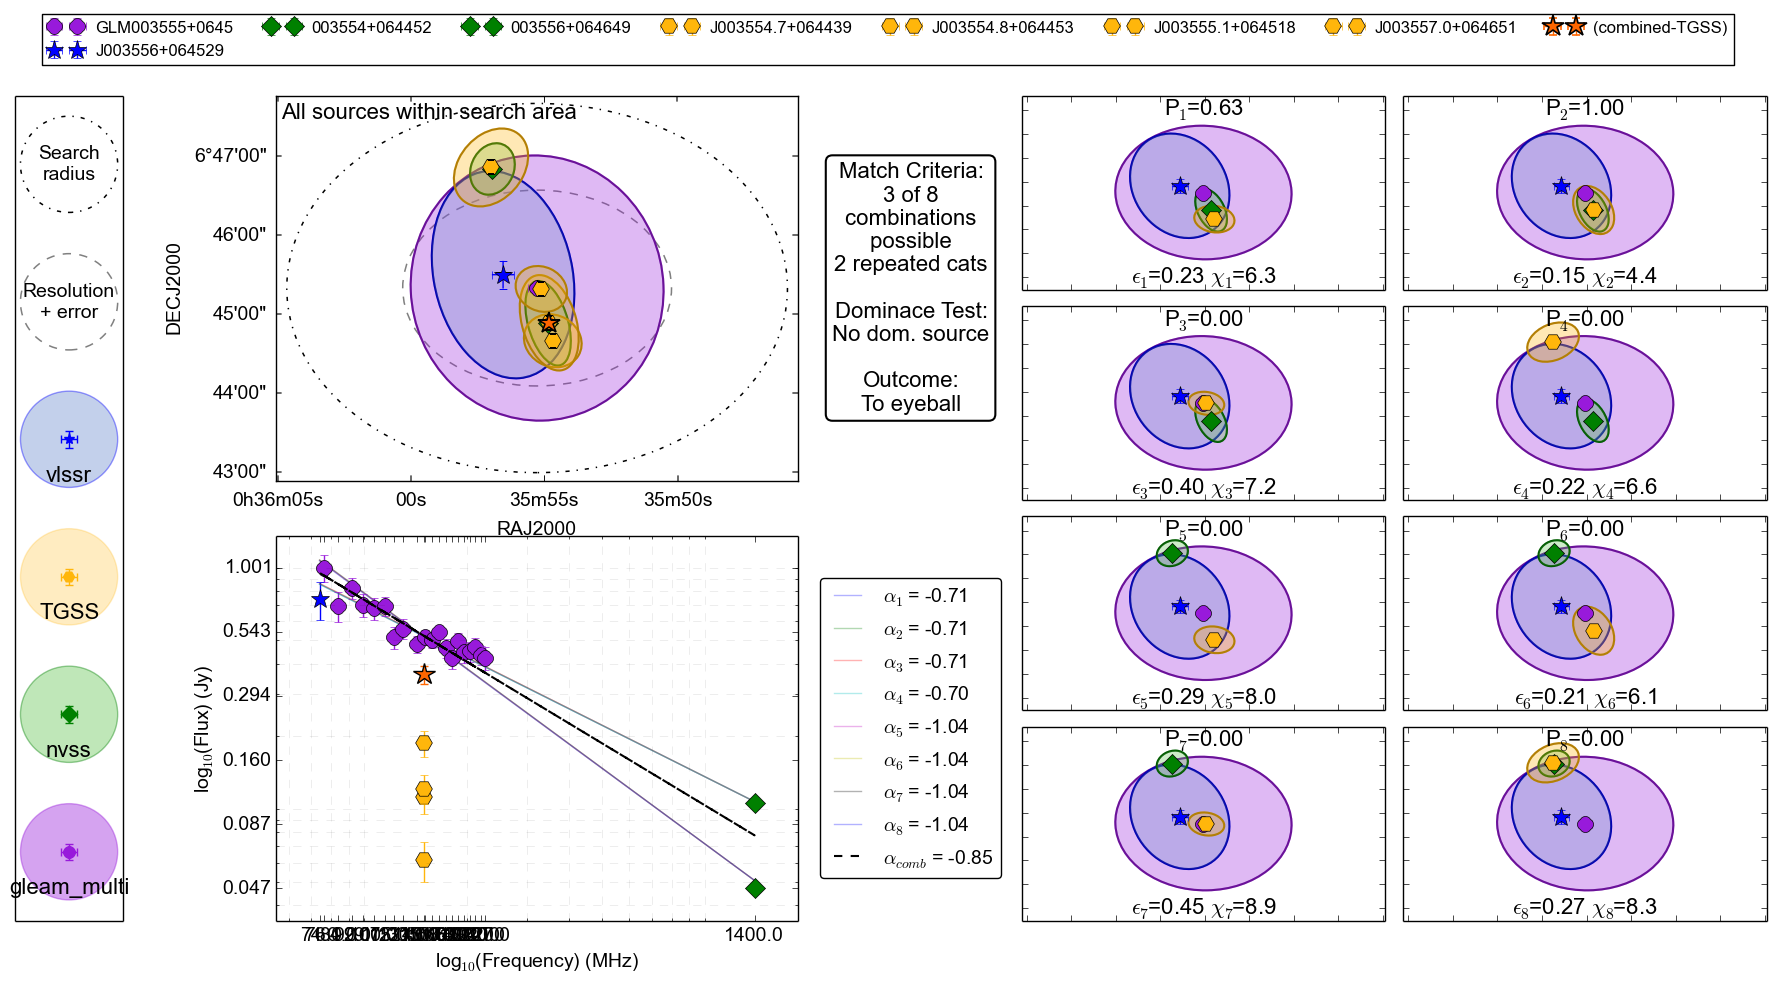 GLM003555+0645 003554+064452 003556+064649 J003554.7+064439 J003554.8+064453 J003555.1+064518 J003557.0+064651 (combined-TGSS)
J003556+064529
Search
radius
Resolution
+ error
vlssr
TGSS
nvss
gleam_multi
All sources within search area
DECJ2000
6°47'00"
46'00"
45'00"
44'00"
43'00"
0h36m05s 00s 35m55s 35m50s
RAJ2000
Match Criteria:
3 of 8
combinations
possible
2 repeated cats
Dominace Test:
No dom. source
Outcome:
To eyeball
log₁₀(Flux) (Jy)
1.001
0.543
0.294
0.160
0.087
0.047
1400.0
log₁₀(Frequency) (MHz)
α₁ = -0.71
α₂ = -0.71
α₃ = -0.71
α₄ = -0.70
α₅ = -1.04
α₆ = -1.04
α₇ = -1.04
α₈ = -1.04
α_comb = -0.85
P₁=0.63
ϵ₁=0.23 χ₁=6.3
P₂=1.00
ϵ₂=0.15 χ₂=4.4
P₃=0.00
ϵ₃=0.40 χ₃=7.2
P₄=0.00
ϵ₄=0.22 χ₄=6.6
P₅=0.00
ϵ₅=0.29 χ₅=8.0
P₆=0.00
ϵ₆=0.21 χ₆=6.1
P₇=0.00
ϵ₇=0.45 χ₇=8.9
P₈=0.00
ϵ₈=0.27 χ₈=8.3